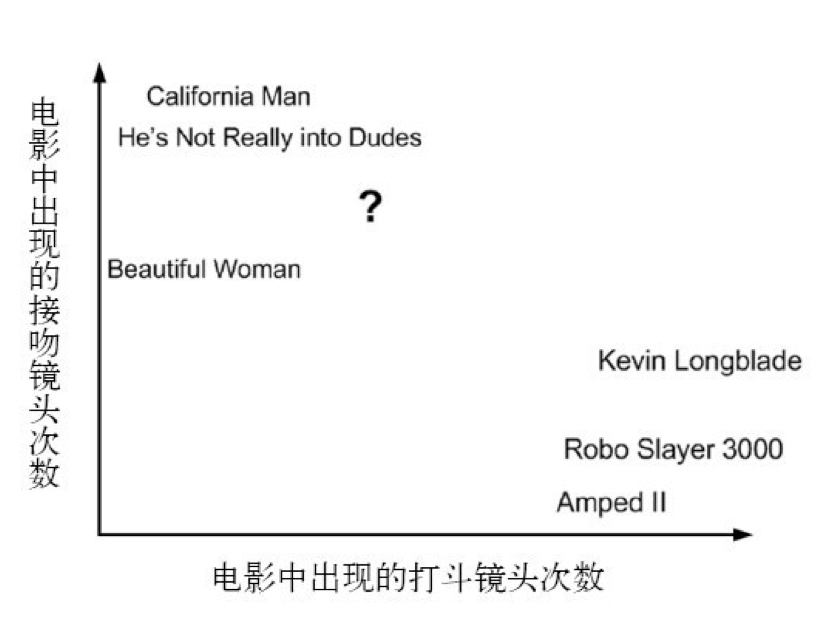 电影中出现的接吻镜头次数
California Man
He's Not Really into Dudes
?
Beautiful Woman
Kevin Longblade
Robo Slayer 3000
Amped II
电影中出现的打斗镜头次数